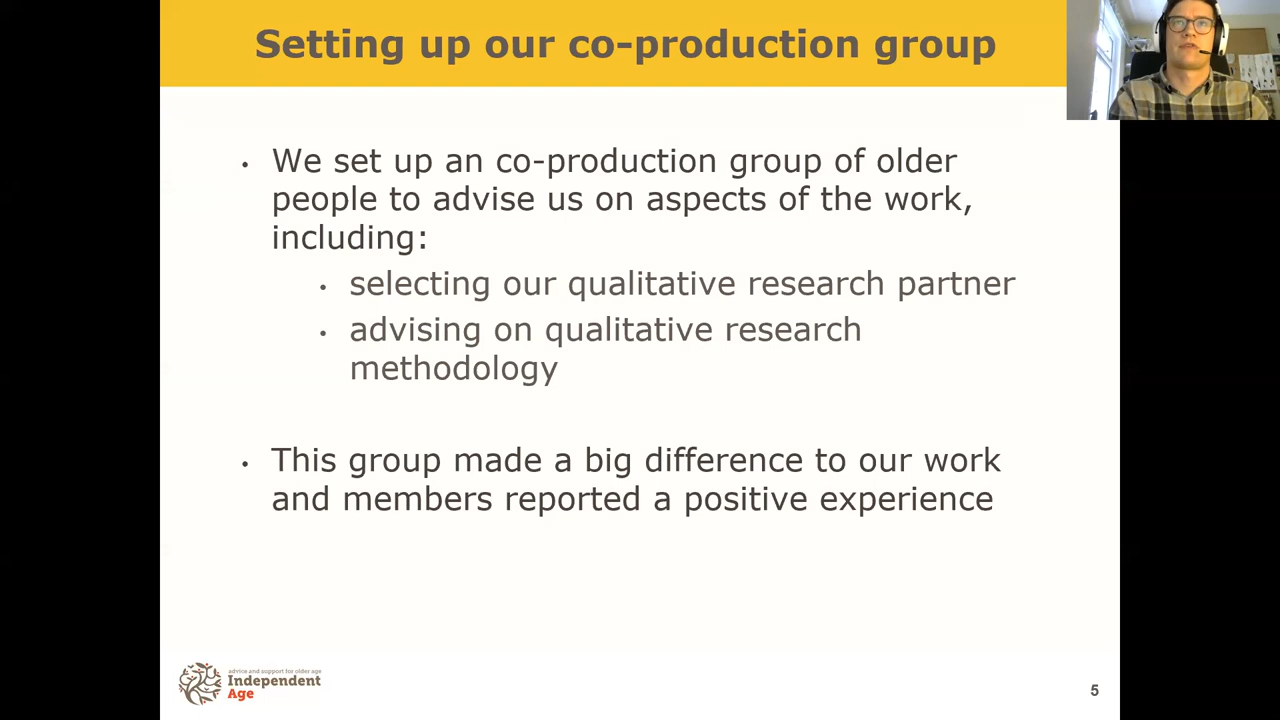 Setting up our co-production group
• We set up an co-production group of older
people to advise us on aspects of the work,
including:
• selecting our qualitative research partner
• advising on qualitative research
methodology
• This group made a big difference to our work
and members reported a positive experience
advice and support for older age
Independent
Age
5